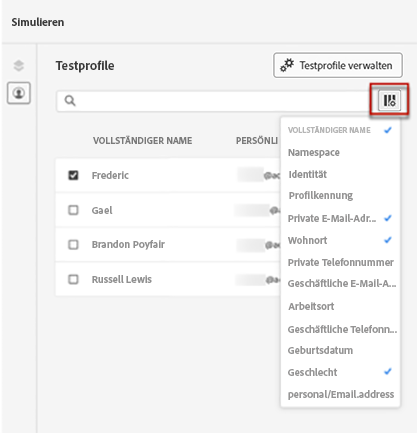 Simulieren
Testprofile
Testprofile verwalten
VOLLSTÄNDIGER NAME
PERSÖNLI
Frederic
Gael
Brandon Poyfair
Russell Lewis
VOLLSTÄNDIGER NAME
Namespace
Identität
Profilkennung
Private E-Mail-Adr...
Wohnort
Private Telefonnummer
Geschäftliche E-Mail-A...
Arbeitsort
Geschäftliche Telefonn...
Geburtsdatum
Geschlecht
personal/Email.address